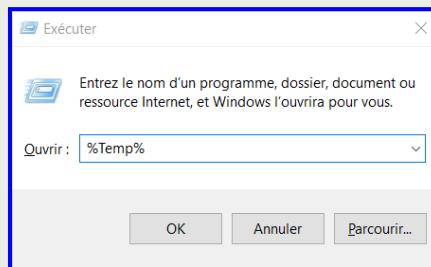 Exécuter
Entrez le nom d'un programme, dossier, document ou
ressource Internet, et Windows l'ouvrira pour vous.
Ouvrir : %Temp%
OK Annuler Parcourir...